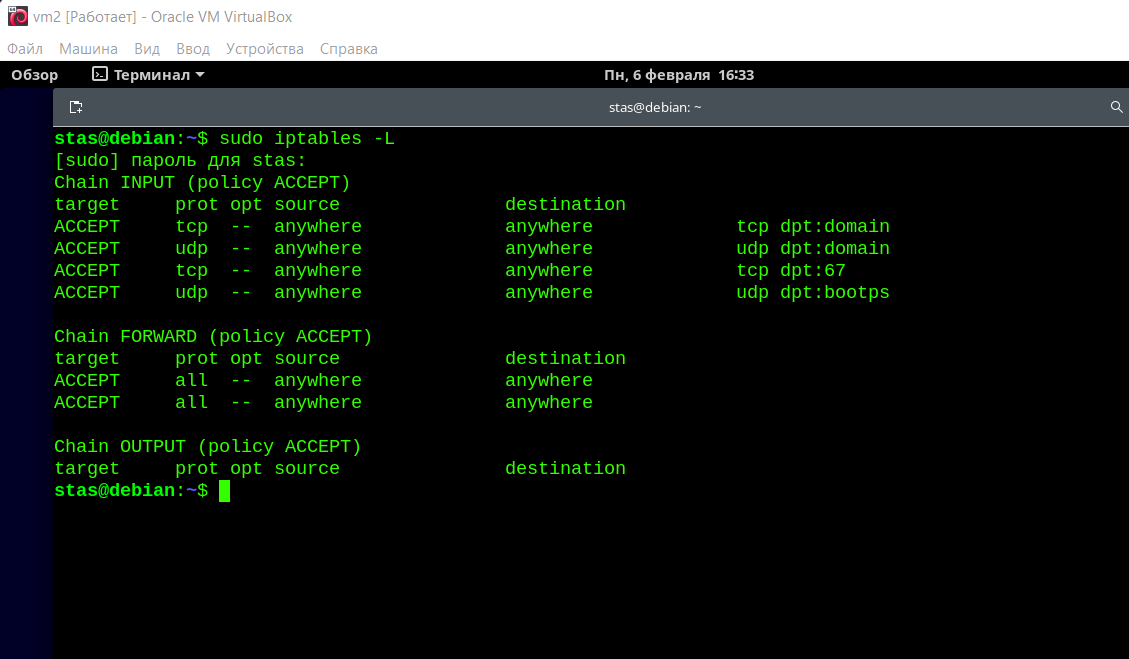 vm2 [Работает] - Oracle VM VirtualBox
Файл Машина Вид Ввод Устройства Справка
Обзор Терминал Пн, 6 февраля 16:33
stas@debian: ~
stas@debian:~$ sudo iptables -L
[sudo] пароль для stas:
Chain INPUT (policy ACCEPT)
target     prot opt source               destination
ACCEPT     tcp  --  anywhere             anywhere             tcp dpt:domain
ACCEPT     udp  --  anywhere             anywhere             udp dpt:domain
ACCEPT     tcp  --  anywhere             anywhere             tcp dpt:67
ACCEPT     udp  --  anywhere             anywhere             udp dpt:bootps
Chain FORWARD (policy ACCEPT)
target     prot opt source               destination
ACCEPT     all  --  anywhere             anywhere
ACCEPT     all  --  anywhere             anywhere
Chain OUTPUT (policy ACCEPT)
target     prot opt source               destination
stas@debian:~$